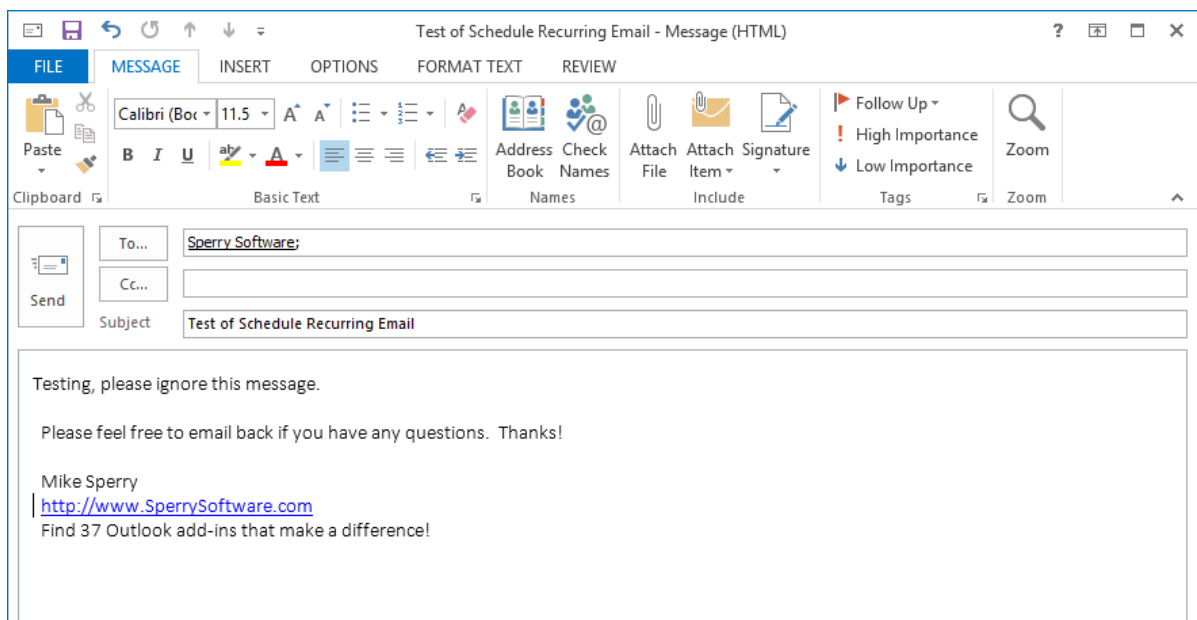 Test of Schedule Recurring Email - Message (HTML) ?
FILE MESSAGE INSERT OPTIONS FORMAT TEXT REVIEW
Calibri (Boc 11.5 A A
Paste
B I U aby A
Address Book
Check Names
@
Attach File
Attach Item
Signature
Follow Up
! High Importance
Low Importance
Zoom
Clipboard Basic Text Names Include Tags Zoom
Send
To... Sperry Software;
Cc...
Subject Test of Schedule Recurring Email
Testing, please ignore this message.
Please feel free to email back if you have any questions.  Thanks!
Mike Sperry
http://www.SperrySoftware.com
Find 37 Outlook add-ins that make a difference!